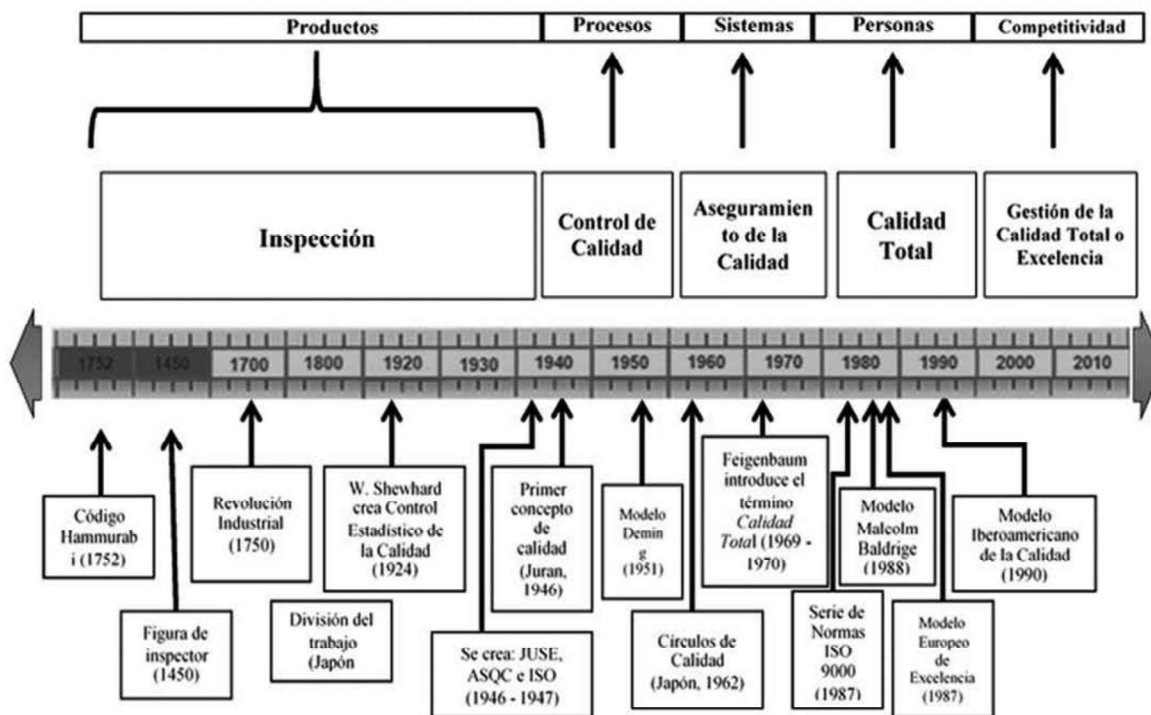 Productos
Procesos
Sistemas
Personas
Competitividad
Inspección
Control de
Calidad
Aseguramien
to de la
Calidad
Calidad
Total
Gestión de la
Calidad Total o
Excelencia
1752
1450
1700
1800
1920
1930
1940
1950
1960
1970
1980
1990
2000
2010
Código
Hammurab
i (1752)
Figura de
inspector
(1450)
Revolución
Industrial
(1750)
División del
trabajo
(Japón
W. Shewhard
crea Control
Estadístico de
la Calidad
(1924)
Se crea: JUSE,
ASQC e ISO
(1946 - 1947)
Primer
concepto
de
calidad
(Juran,
1946)
Modelo
Demin
g
(1951)
Círculos de
Calidad
(Japón, 1962)
Feigenbaum
introduce el
término
Calidad
Total (1969 -
1970)
Serie de
Normas ISO
9000
(1987)
Modelo
Malcolm
Baldrige
(1988)
Modelo
Europeo
de
Excelencia
(1987)
Modelo
Iberoamericano
de la Calidad
(1990)